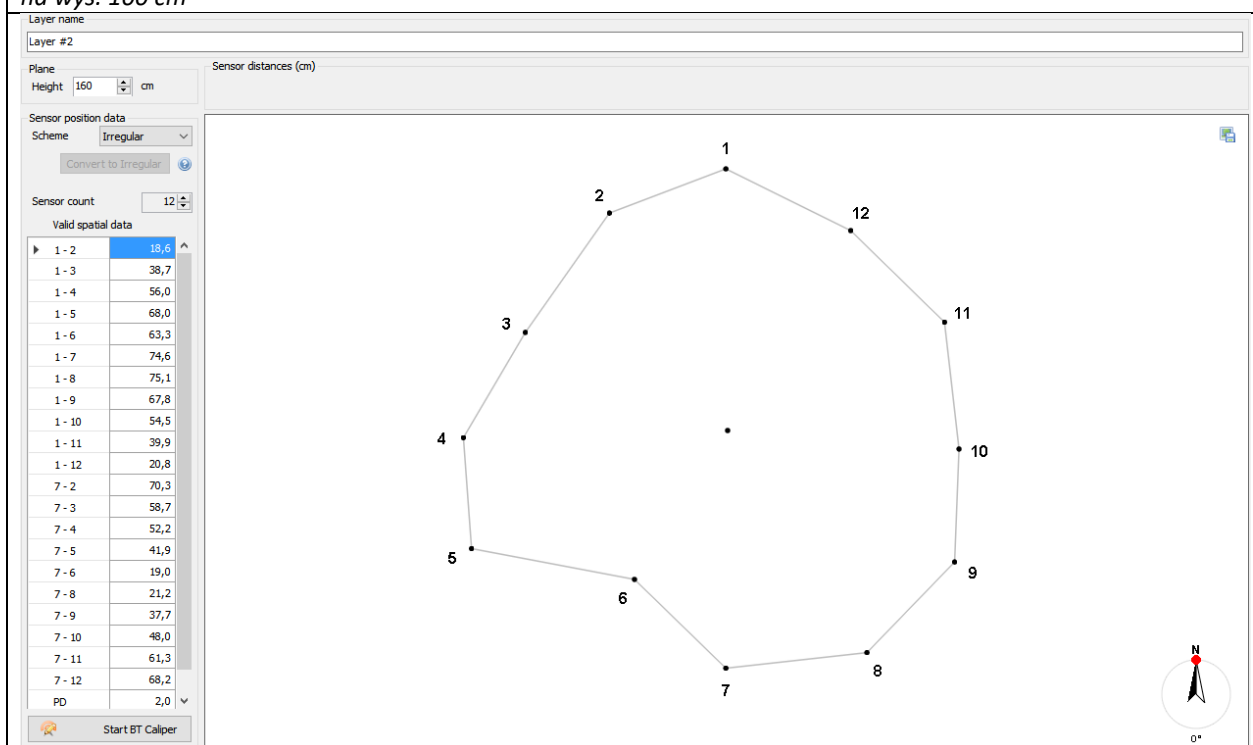 na wys. 160 cm
Layer name
Layer #2
Plane
Height 160 cm
Sensor distances (cm)
Sensor position data
Scheme Irregular
Convert to Irregular
Sensor count 12
Valid spatial data
1 - 2 18,6
1 - 3 38,7
1 - 4 56,0
1 - 5 68,0
1 - 6 63,3
1 - 7 74,6
1 - 8 75,1
1 - 9 67,8
1 - 10 54,5
1 - 11 39,9
1 - 12 20,8
7 - 2 70,3
7 - 3 58,7
7 - 4 52,2
7 - 5 41,9
7 - 6 19,0
7 - 8 21,2
7 - 9 37,7
7 - 10 48,0
7 - 11 61,3
7 - 12 68,2
PD 2,0
Start BT Caliper
1
2
12
11
3
4
10
5
9
6
8
7
N
0°